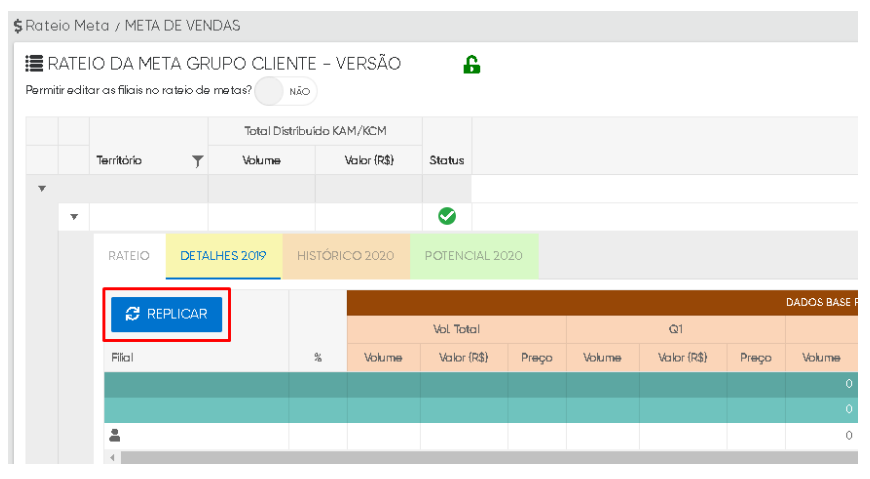 $ Rateio Meta / META DE VENDAS
RATEIO DA META GRUPO CLIENTE - VERSÃO
Permitir editar as filiais no rateio de metas? NÃO
Total Distribuido KAM/KCM
Território Volume Valor (R$) Status
RATEIO DETALHES 2019 HISTÓRICO 2020 POTENCIAL 2020
REPLICAR
DADOS BASE
Vol. Total Q1
Filial % Volume Valor (R$) Preço Volume Valor (R$) Preço Volume
0
0
0